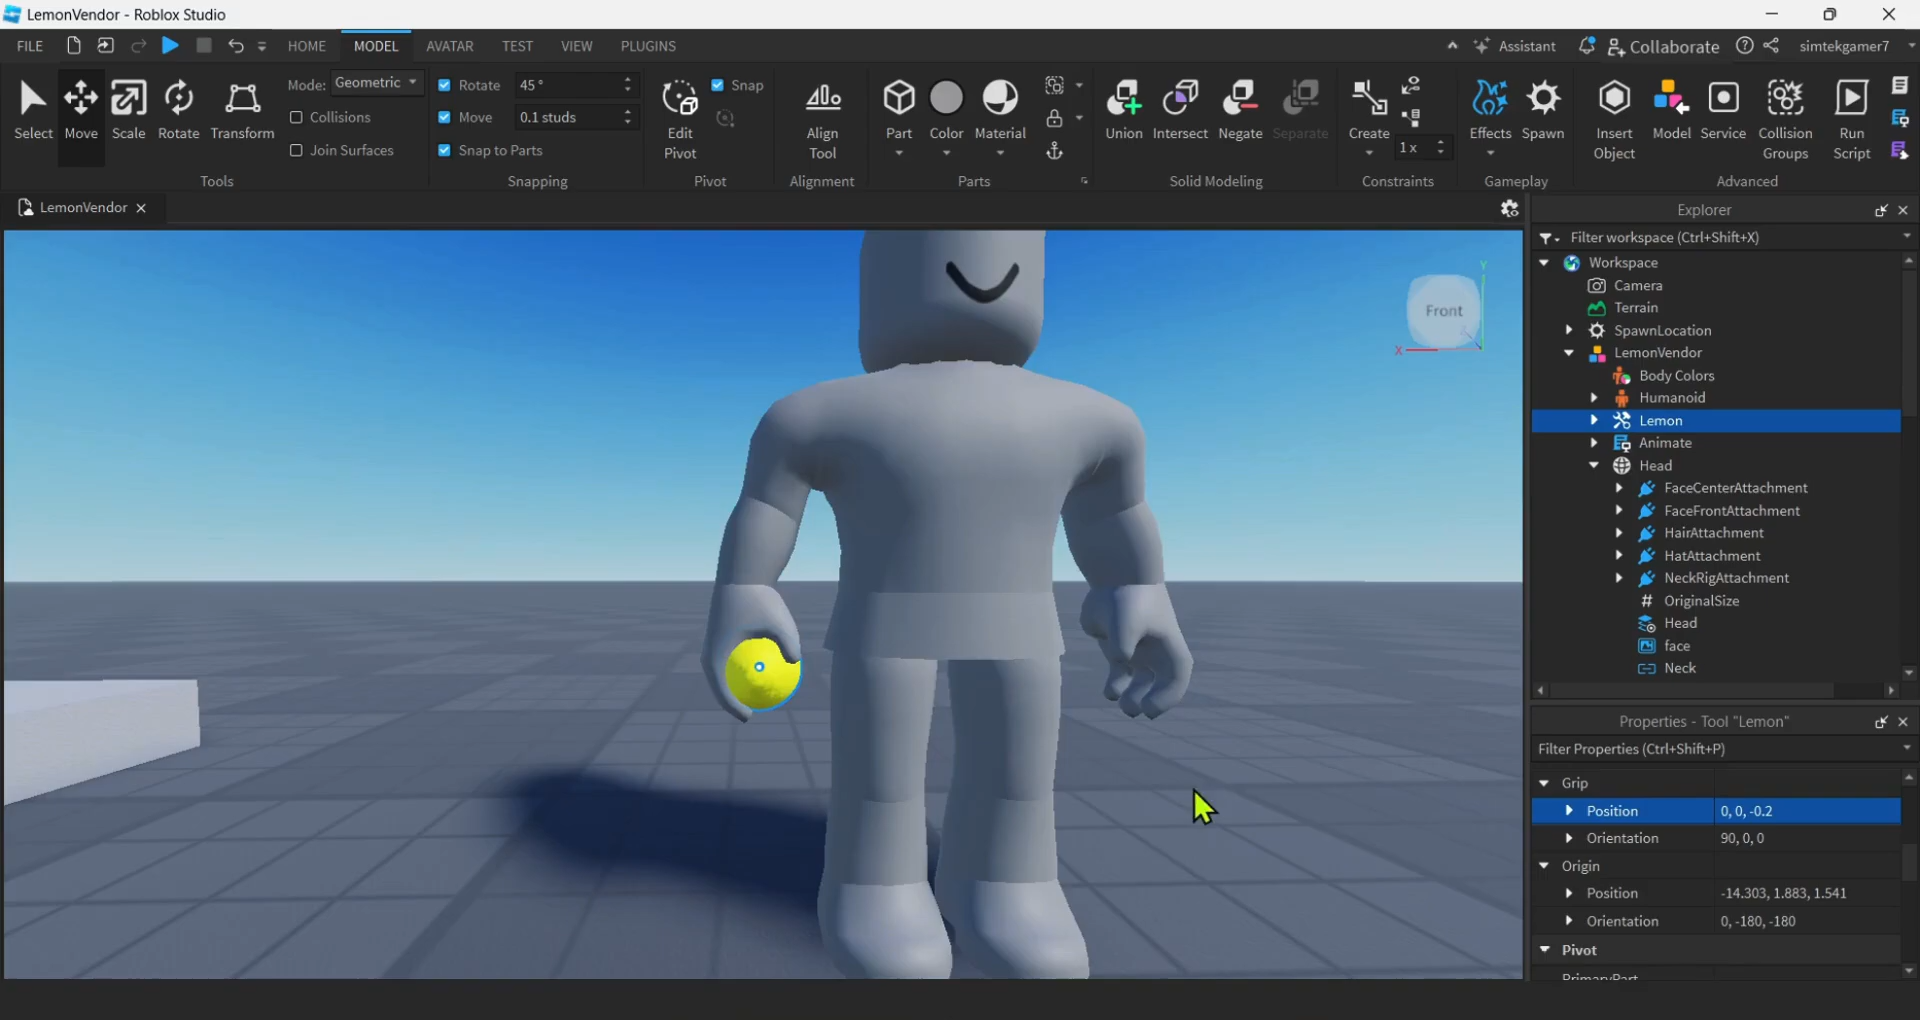 LemonVendor - Roblox Studio
FILE HOME MODEL AVATAR TEST VIEW PLUGINS Assistant Collaborate simtekgamer7
Select Move Scale Rotate Transform
Mode: Geometric
Collisions
Join Surfaces
Tools
Rotate 45 °
Move 0.1 studs
Snap to Parts
Snapping
Edit Pivot
Snap
Pivot
Align Tool
Alignment
Part Color Material
Parts
Union Intersect Negate Separate
Solid Modeling
Create 1 x
Constraints
Effects Spawn
Gameplay
Insert Object Model Service Collision Groups Run Script
Advanced
LemonVendor
Front
X
Y
Explorer
Filter workspace (Ctrl+Shift+X)
Workspace
Camera
Terrain
SpawnLocation
LemonVendor
Body Colors
Humanoid
Lemon
Animate
Head
FaceCenterAttachment
FaceFrontAttachment
HairAttachment
HatAttachment
NeckRigAttachment
OriginalSize
Head
face
Neck
Properties - Tool "Lemon"
Filter Properties (Ctrl+Shift+P)
Grip
Position 0, 0, -0.2
Orientation 90, 0, 0
Origin
Position -14.303, 1.883, 1.541
Orientation 0, -180, -180
Pivot
PrimaryPart